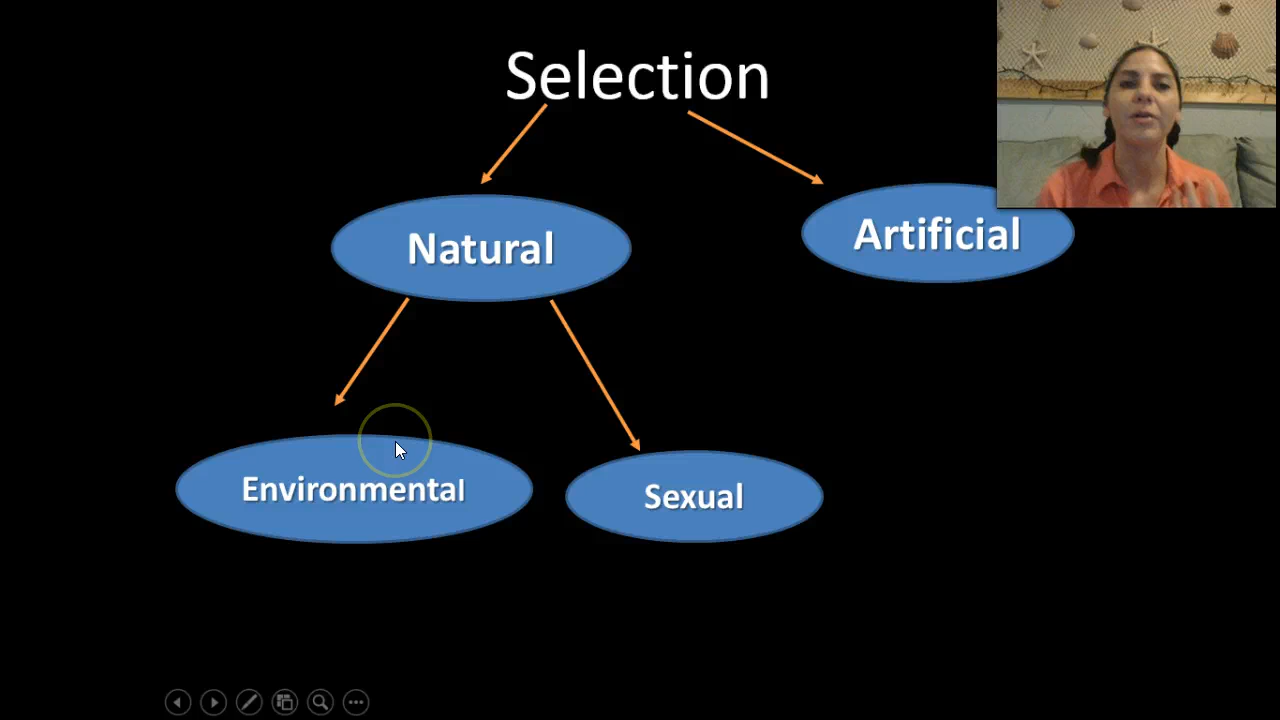 Selection
Natural
Artificial
Environmental
Sexual